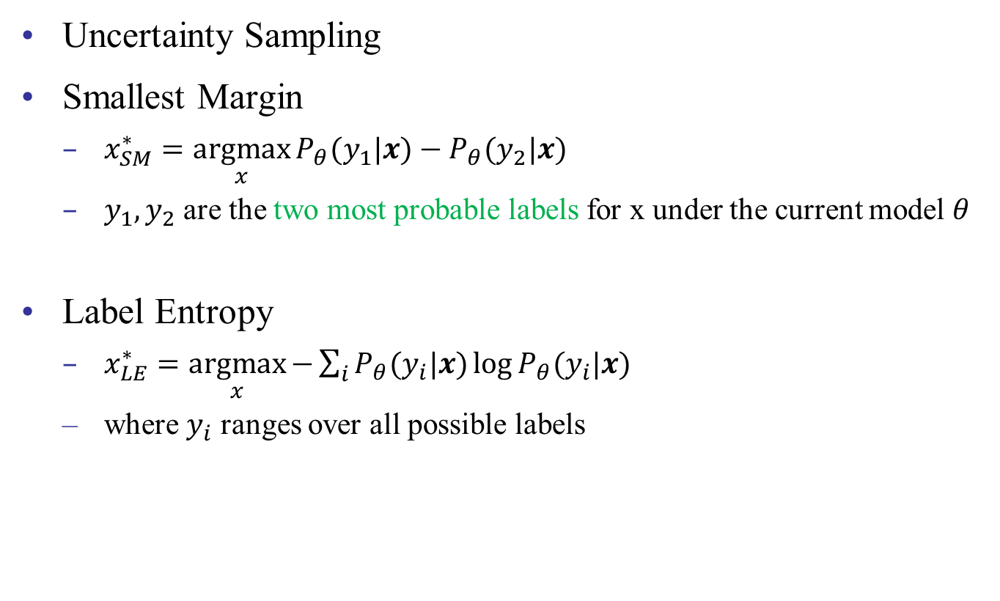 • Uncertainty Sampling
• Smallest Margin
– $x^*_{SM} = \underset{x}{\mathrm{argmax}}\, P_\theta(y_1|\boldsymbol{x}) - P_\theta(y_2|\boldsymbol{x})$
– $y_1, y_2$ are the two most probable labels for x under the current model $\theta$
• Label Entropy
– $x^*_{LE} = \underset{x}{\mathrm{argmax}} - \sum_i P_\theta(y_i|\boldsymbol{x}) \log P_\theta(y_i|\boldsymbol{x})$
– where $y_i$ ranges over all possible labels